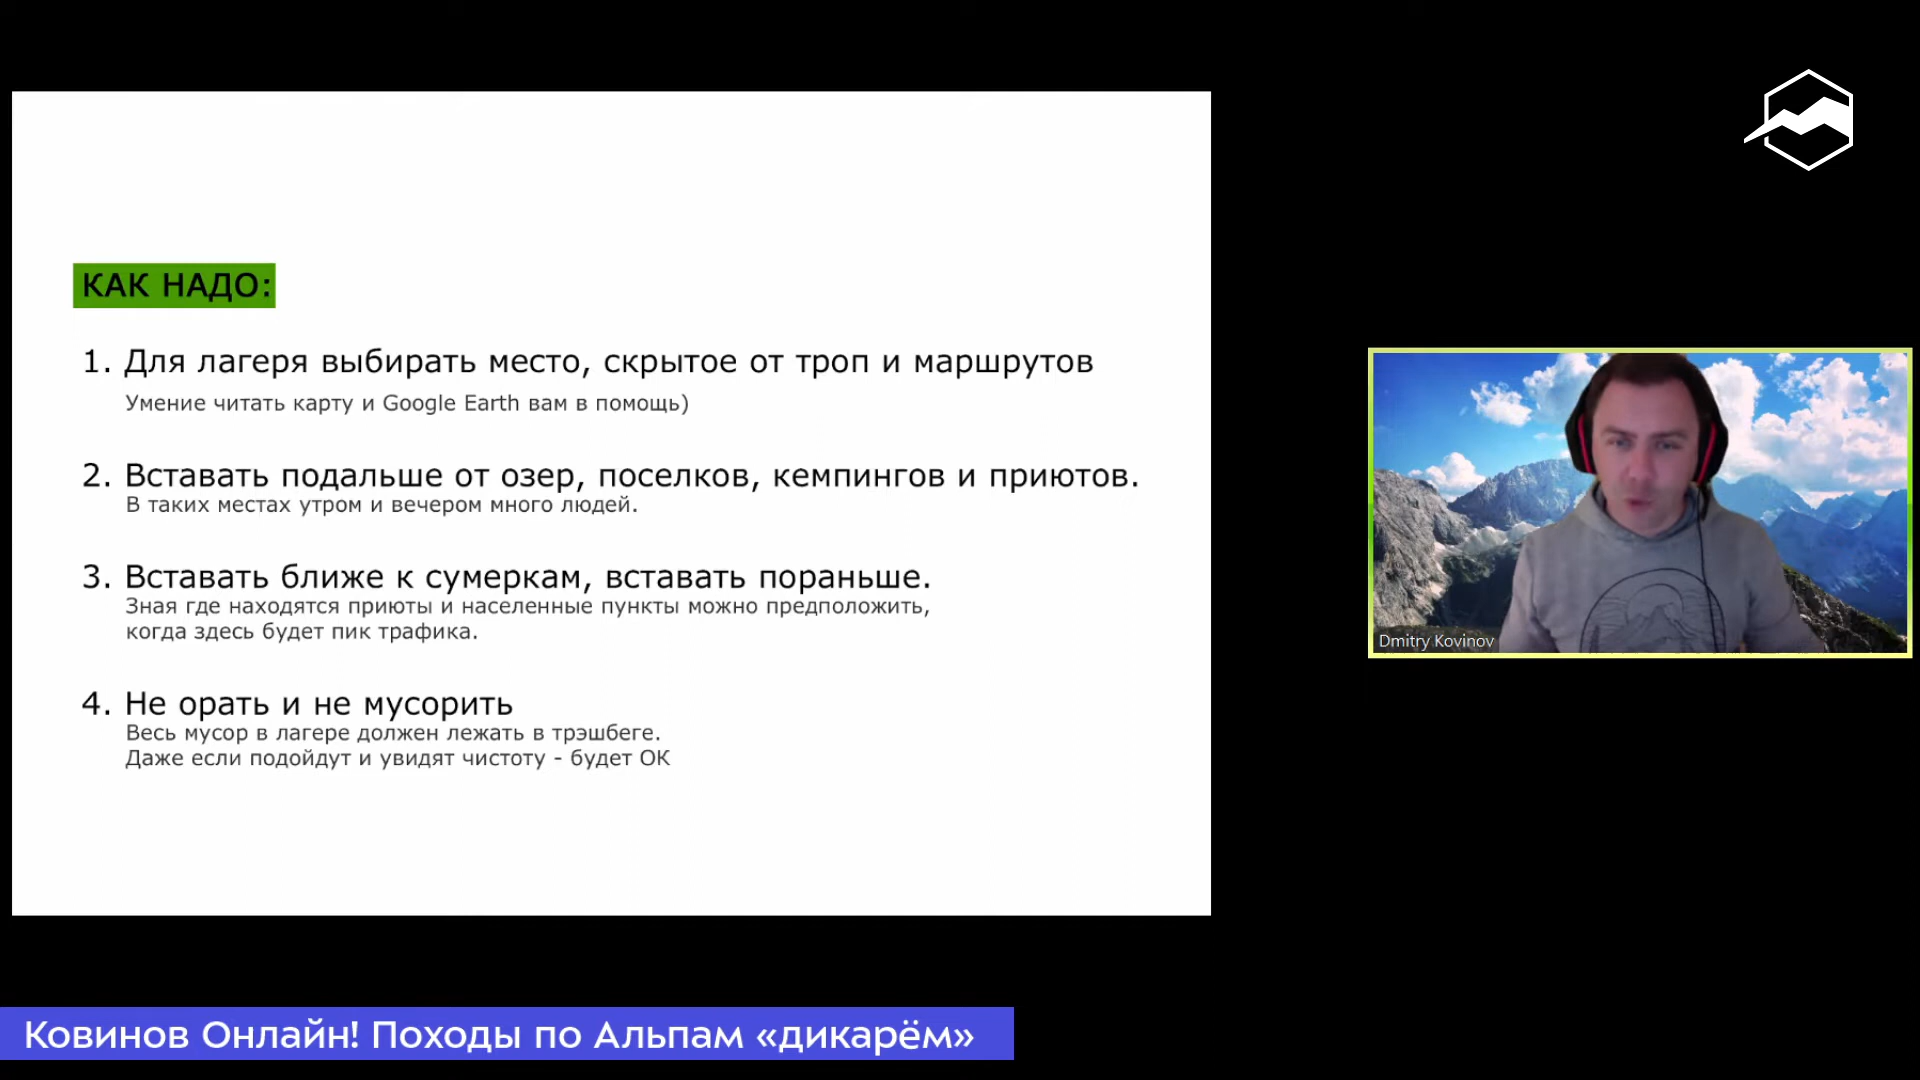 КАК НАДО:
1. Для лагеря выбирать место, скрытое от троп и маршрутов
Умение читать карту и Google Earth вам в помощь)
2. Вставать подальше от озер, поселков, кемпингов и приютов.
В таких местах утром и вечером много людей.
3. Вставать ближе к сумеркам, вставать пораньше.
Зная где находятся приюты и населенные пункты можно предположить,
когда здесь будет пик трафика.
4. Не орать и не мусорить
Весь мусор в лагере должен лежать в трэшбеге.
Даже если подойдут и увидят чистоту - будет ОК
Dmitry Kovinov
Ковинов Онлайн! Походы по Альпам «дикарём»